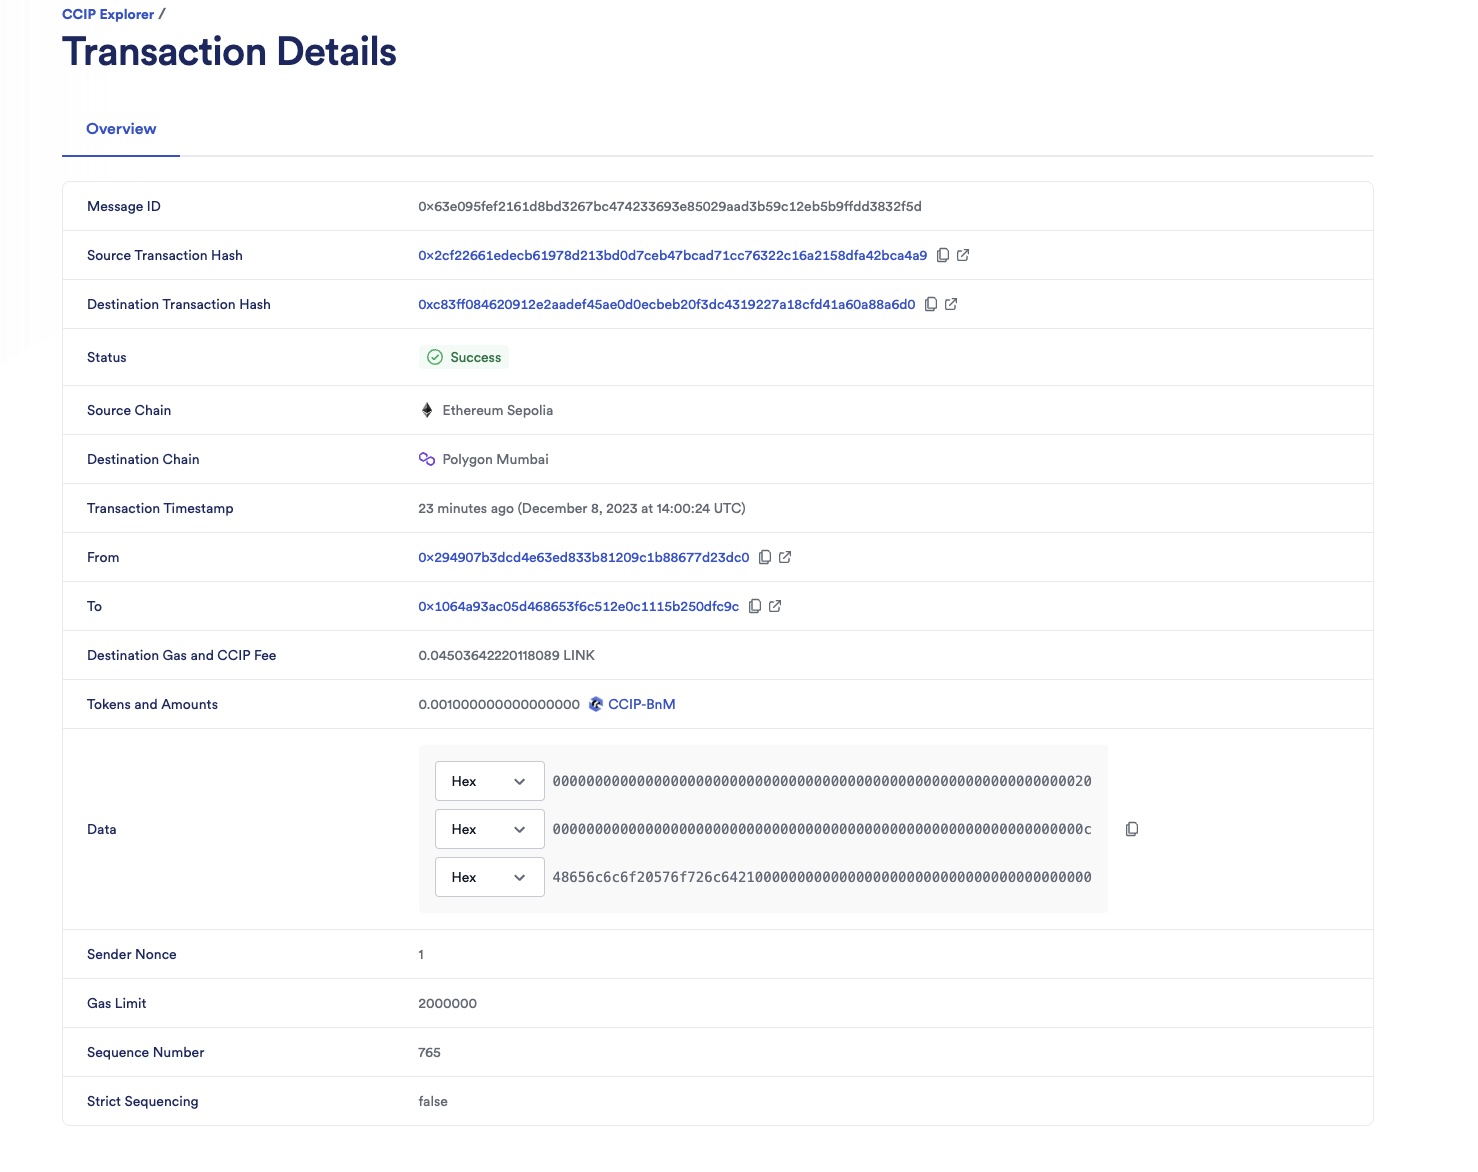 CCIP Explorer /
Transaction Details
Overview
Message ID 0x63e095fef2161d8bd3267bc474233693e85029aad3b59c12eb5b9ffdd3832f5d
Source Transaction Hash 0x2cf22661edecb61978d213bd0d7ceb47bcad71cc76322c16a2158dfa42bca4a9
Destination Transaction Hash 0xc83ff084620912e2aadef45ae0d0ecbeb20f3dc4319227a18cfd41a60a88a6d0
Status Success
Source Chain Ethereum Sepolia
Destination Chain Polygon Mumbai
Transaction Timestamp 23 minutes ago (December 8, 2023 at 14:00:24 UTC)
From 0x294907b3dcd4e63ed833b81209c1b88677d23dc0
To 0x1064a93ac05d468653f6c512e0c1115b250dfc9c
Destination Gas and CCIP Fee 0.04503642220118089 LINK
Tokens and Amounts 0.001000000000000000 CCIP-BnM
Data
Hex 0000000000000000000000000000000000000000000000000000000000000020
Hex 000000000000000000000000000000000000000000000000000000000000000c
Hex 48656c6c6f20576f726c64210000000000000000000000000000000000000000
Sender Nonce 1
Gas Limit 2000000
Sequence Number 765
Strict Sequencing false